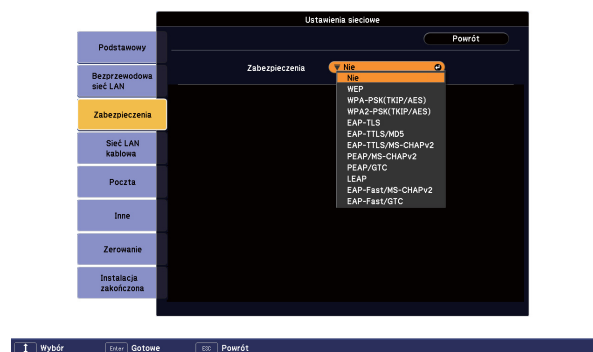 Ustawienia sieciowe
Powrót
Podstawowy
Bezprzewodowa
sieć LAN
Zabezpieczenia
Sieć LAN
kablowa
Poczta
Inne
Zerowanie
Instalacja
zakończona
Zabezpieczenia
Nie
Nie
WEP
WPA-PSK(TKIP/AES)
WPA2-PSK(TKIP/AES)
EAP-TLS
EAP-TTLS/MD5
EAP-TTLS/MS-CHAPv2
PEAP/MS-CHAPv2
PEAP/GTC
LEAP
EAP-Fast/MS-CHAPv2
EAP-Fast/GTC
Wybór Enter Gotowe ESC Powrót